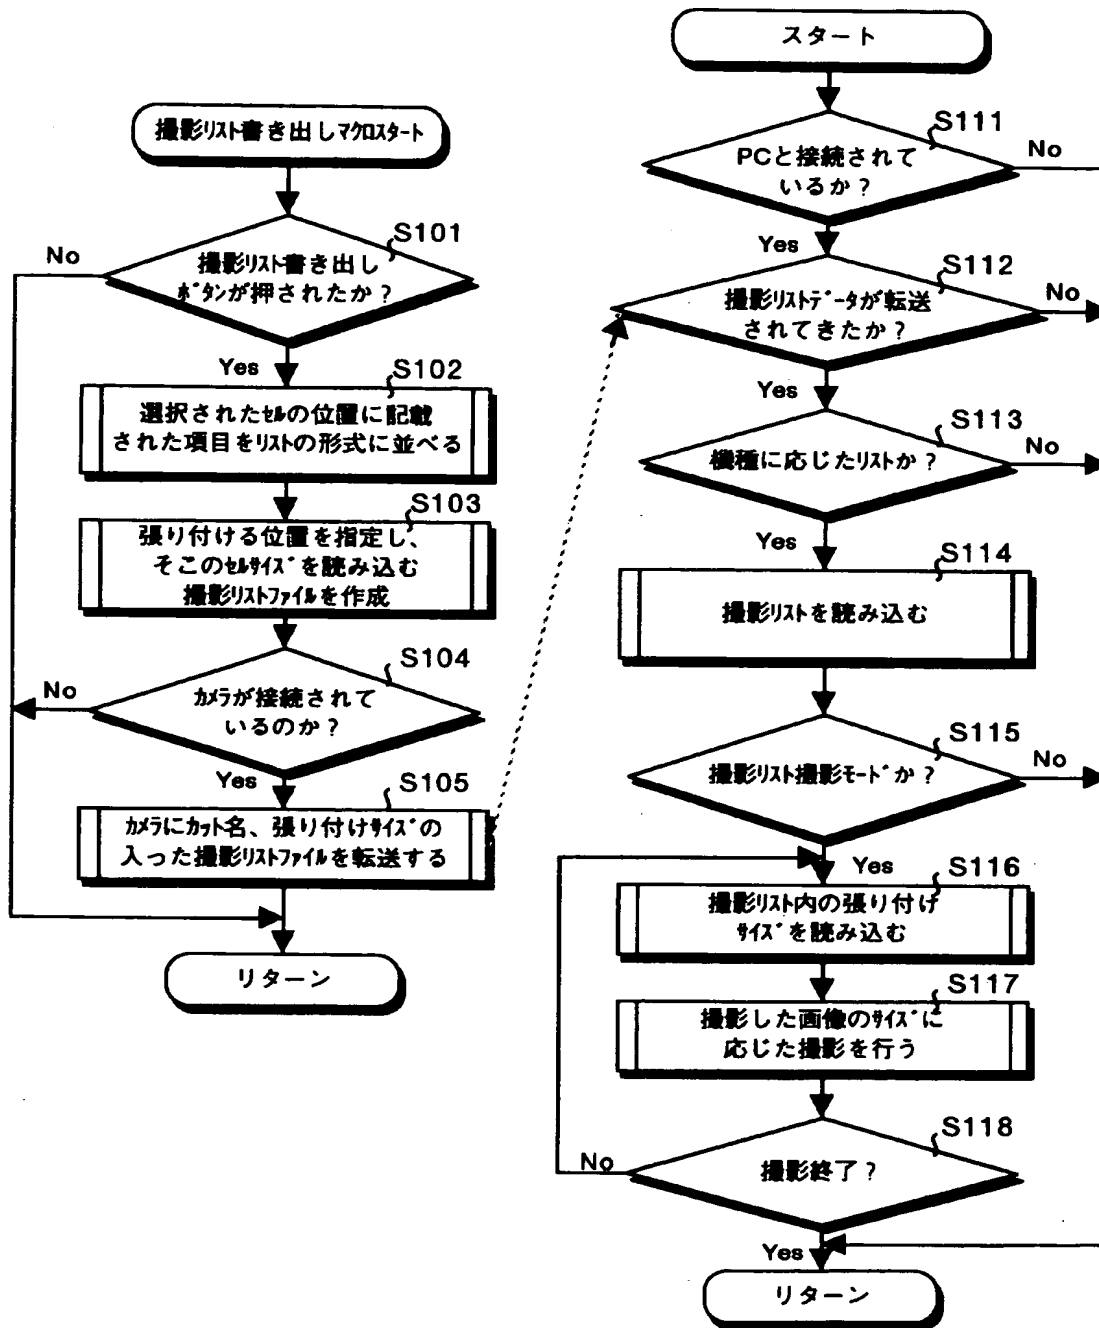 撮影リスト書き出しマクロスタート
S101
撮影リスト書き出し
ボタンが押されたか?
No
Yes
S102
選択されたセルの位置に記載
された項目をリストの形式に並べる
S103
張り付ける位置を指定し、
そこのセルサイズを読み込む
撮影リストファイルを作成
S104
カメラが接続されて
いるのか?
No
Yes
S105
カメラにカット名、張り付けサイズの
入った撮影リストファイルを転送する
リターン
スタート
S111
PCと接続されて
いるか?
No
Yes
S112
撮影リストデータが転送
されてきたか?
No
Yes
S113
機種に応じたリストか?
No
Yes
S114
撮影リストを読み込む
S115
撮影リスト撮影モードか?
No
Yes
S116
撮影リスト内の張り付け
サイズを読み込む
S117
撮影した画像のサイズに
応じた撮影を行う
S118
撮影終了?
No
Yes
リターン